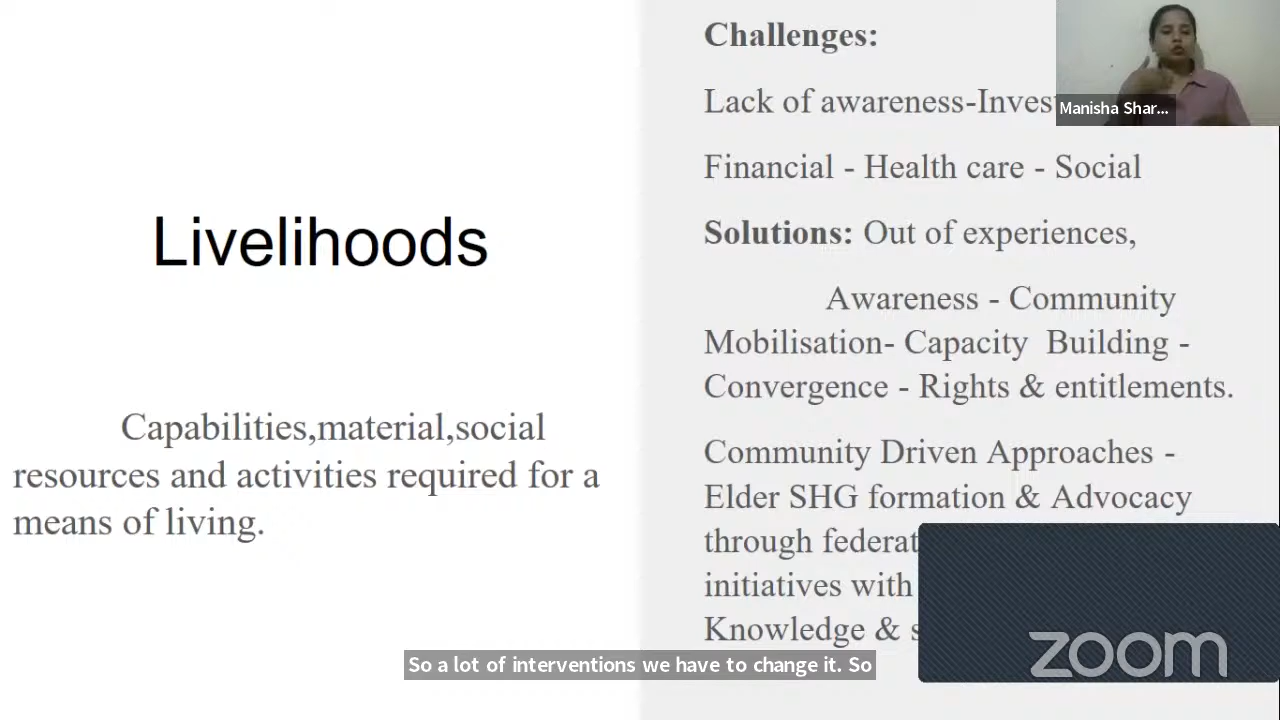 Livelihoods
Capabilities,material,social
resources and activities required for a
means of living.
Challenges:
Lack of awareness-Inves
Financial - Health care - Social
Solutions: Out of experiences,
Awareness - Community
Mobilisation- Capacity Building -
Convergence - Rights & entitlements.
Community Driven Approaches -
Elder SHG formation & Advocacy
through federat
initiatives with
Knowledge & s
Manisha Shar...
So a lot of interventions we have to change it. So
zoom